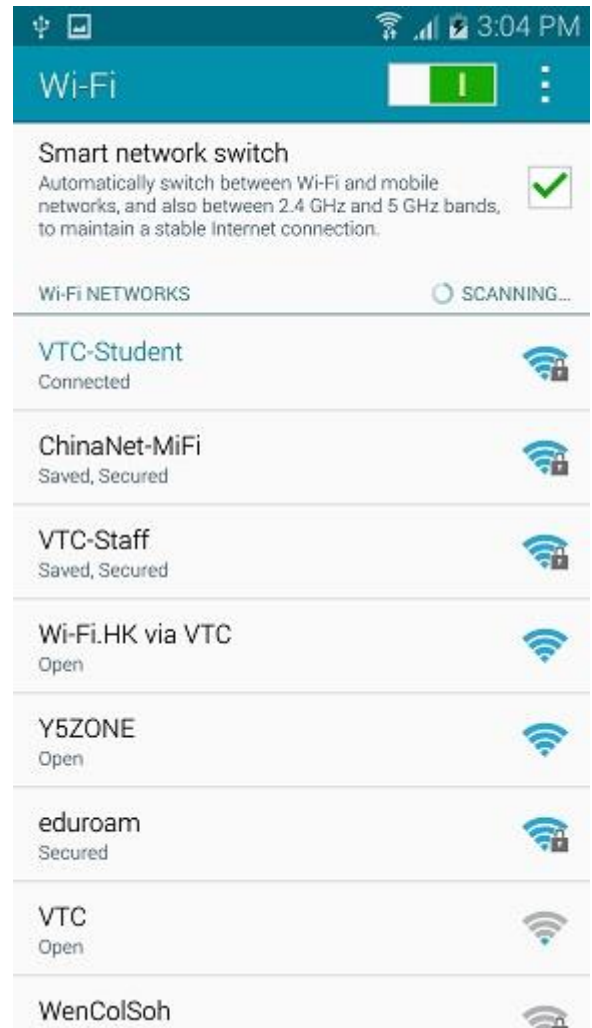 3:04 PM
Wi-Fi
Smart network switch
Automatically switch between Wi-Fi and mobile
networks, and also between 2.4 GHz and 5 GHz bands,
to maintain a stable Internet connection.
Wi-Fi NETWORKS SCANNING...
VTC-Student
Connected
ChinaNet-MiFi
Saved, Secured
VTC-Staff
Saved, Secured
Wi-Fi.HK via VTC
Open
Y5ZONE
Open
eduroam
Secured
VTC
Open
WenColSoh